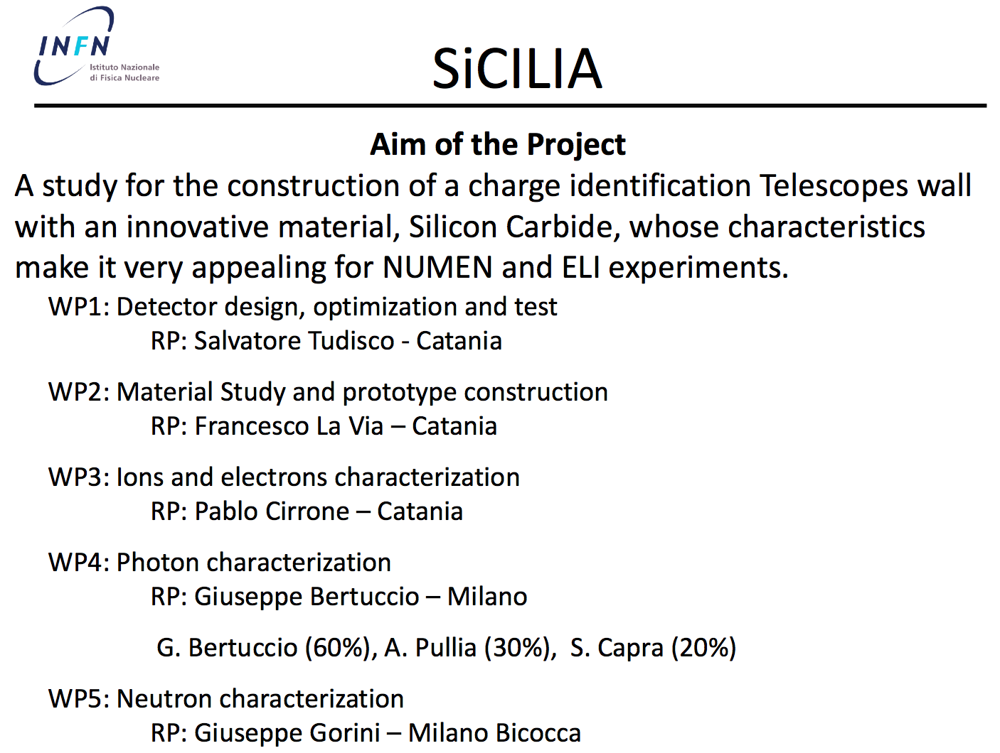 INFN
Istituto Nazionale
di Fisica Nucleare
SiCILIA
Aim of the Project
A study for the construction of a charge identification Telescopes wall
with an innovative material, Silicon Carbide, whose characteristics
make it very appealing for NUMEN and ELI experiments.
WP1: Detector design, optimization and test
RP: Salvatore Tudisco - Catania
WP2: Material Study and prototype construction
RP: Francesco La Via – Catania
WP3: Ions and electrons characterization
RP: Pablo Cirrone – Catania
WP4: Photon characterization
RP: Giuseppe Bertuccio – Milano
G. Bertuccio (60%), A. Pullia (30%),  S. Capra (20%)
WP5: Neutron characterization
RP: Giuseppe Gorini – Milano Bicocca